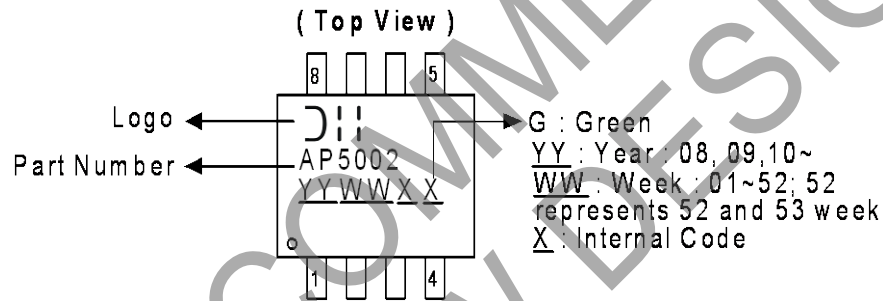 ( Top View )
8 5
Logo
Part Number
AP5002
YYWWX X
G : Green
YY : Year : 08, 09,10~
WW : Week : 01~52; 52
represents 52 and 53 week
X : Internal Code
1 4